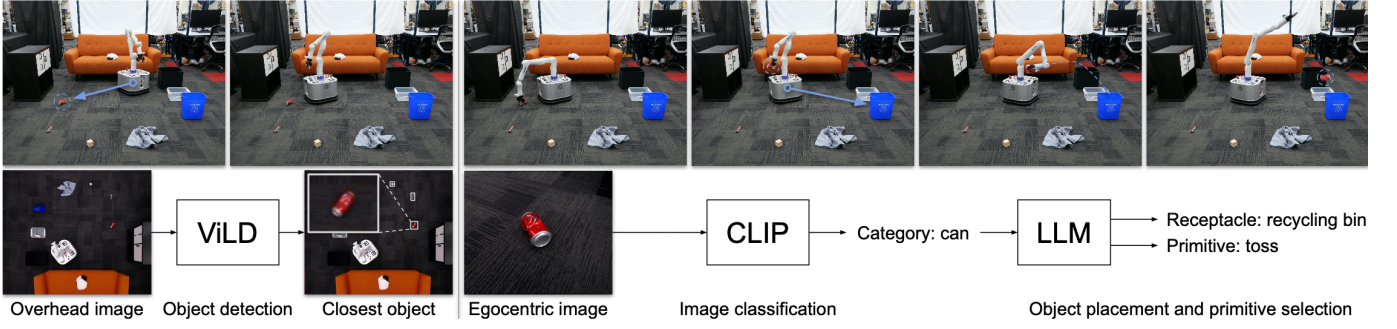 ViLD
CLIP
Category: can
LLM
Receptacle: recycling bin
Primitive: toss
Overhead image
Object detection
Closest object
Egocentric image
Image classification
Object placement and primitive selection